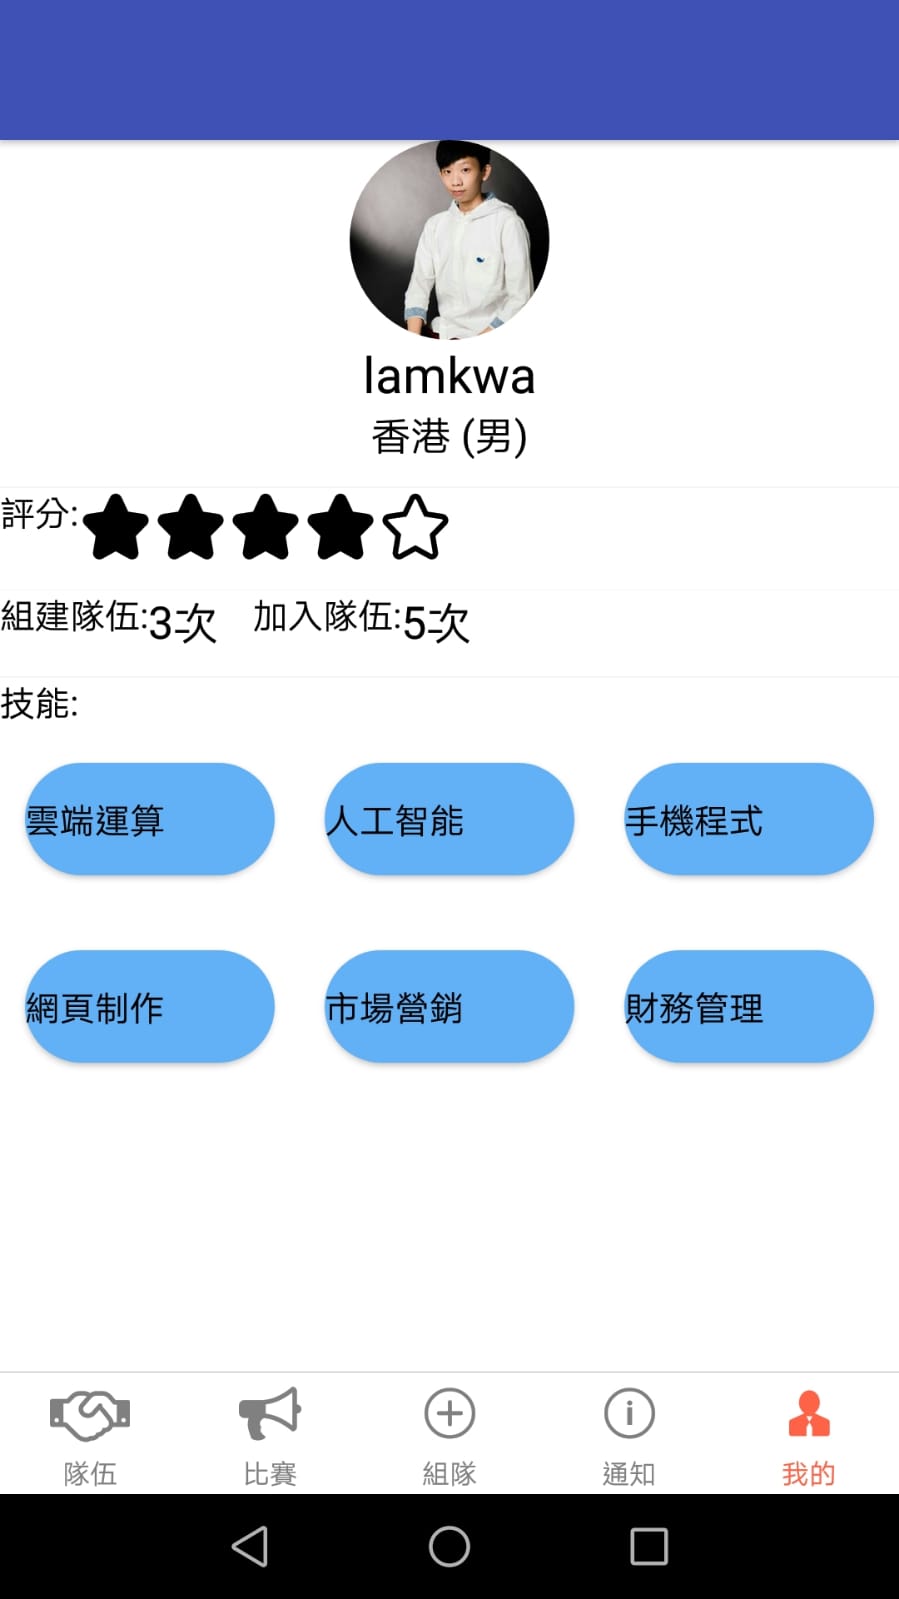 lamkwa
香港 (男)
評分:
組建隊伍:3次 加入隊伍:5次
技能:
雲端運算 人工智能 手機程式
網頁制作 市場營銷 財務管理
隊伍 比賽 組隊 通知 我的